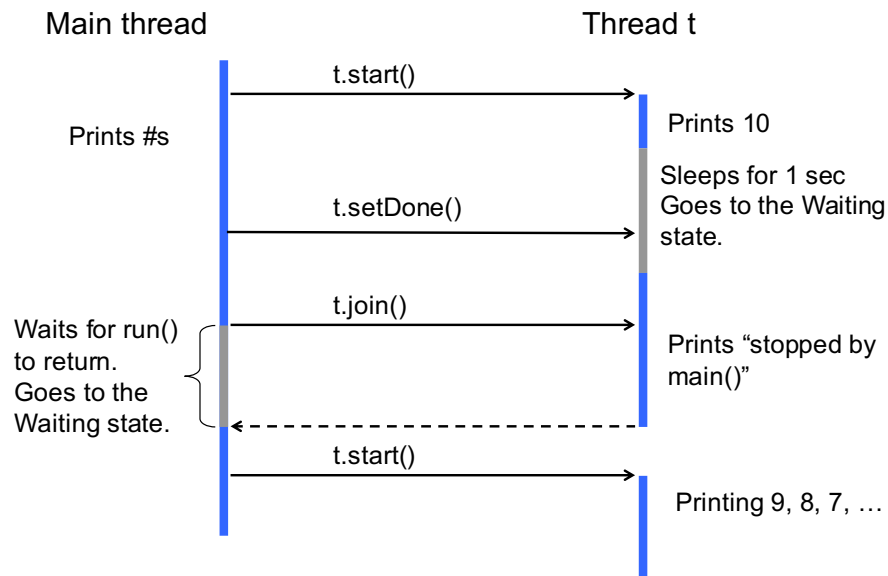 Main thread
Thread t
t.start()
Prints #s
Prints 10
Sleeps for 1 sec
Goes to the Waiting
state.
t.setDone()
t.join()
Waits for run()
to return.
Goes to the
Waiting state.
Prints “stopped by
main()”
t.start()
Printing 9, 8, 7, …